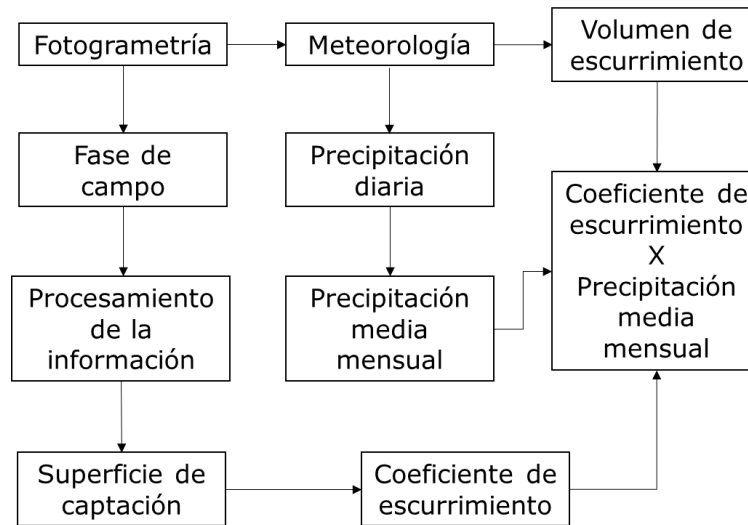 Fotogrametría
Meteorología
Volumen de
escurrimiento
Fase de
campo
Precipitación
diaria
Coeficiente de
escurrimiento
X
Precipitación
media
mensual
Procesamiento
de la
información
Precipitación
media
mensual
Superficie de
captación
Coeficiente de
escurrimiento